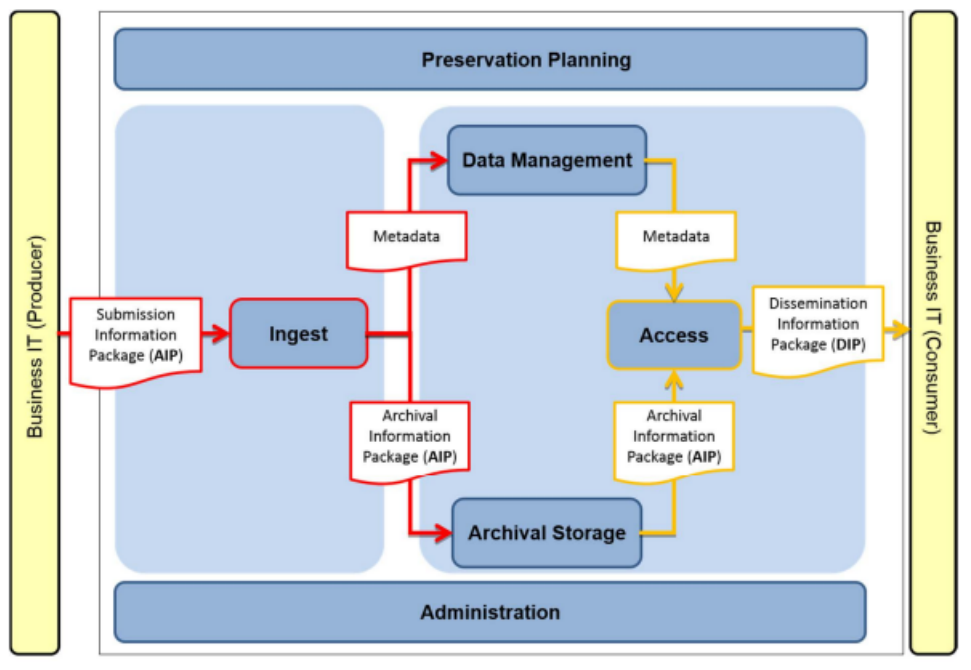 Preservation Planning
Business IT (Producer)
Data Management
Metadata
Metadata
Submission
Information
Package (AIP)
Ingest
Access
Dissemination
Information
Package (DIP)
Business IT (Consumer)
Archival
Information
Package (AIP)
Archival
Information
Package (AIP)
Archival Storage
Administration